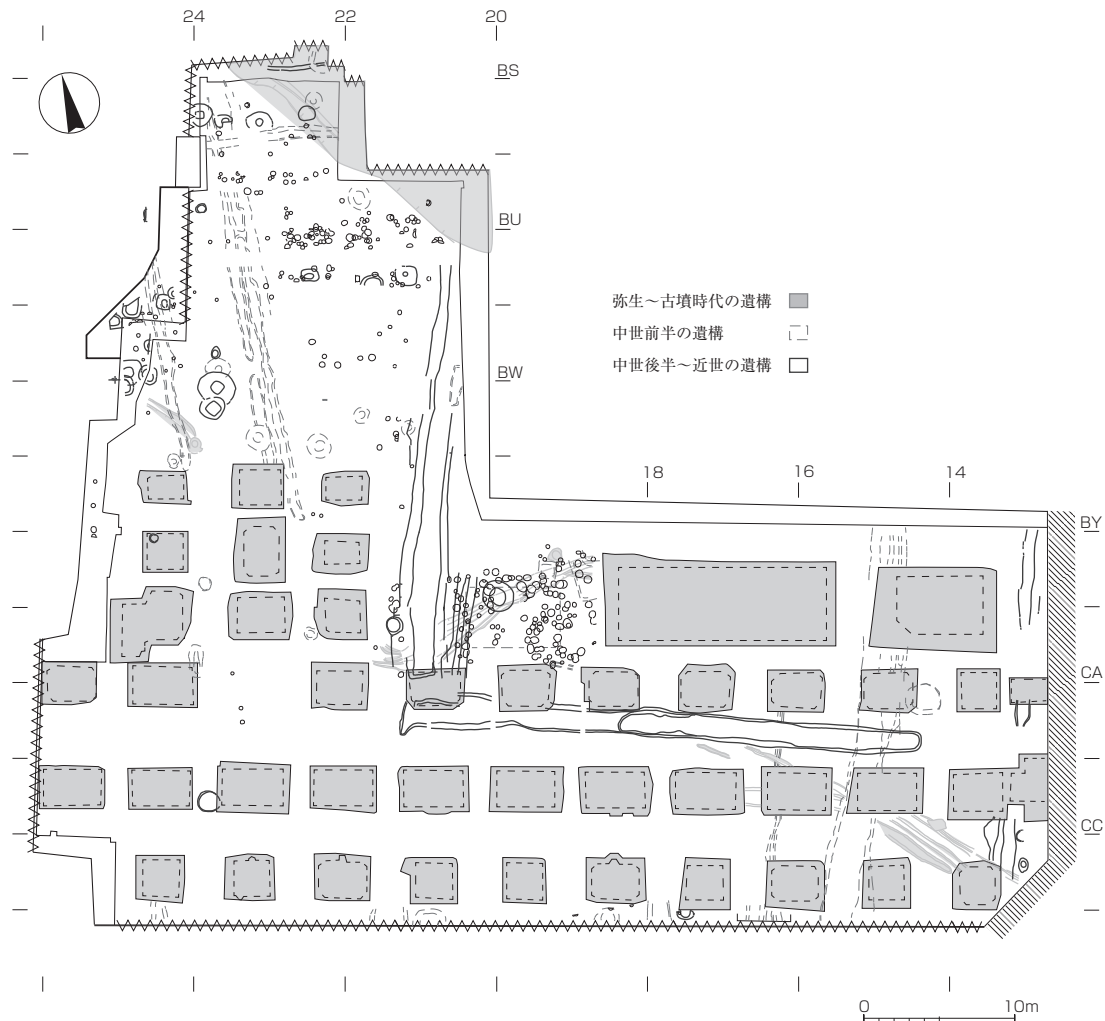 24 22 20
BS
BU
弥生～古墳時代の遺構
中世前半の遺構
中世後半～近世の遺構
BW
18 16 14
BY
CA
CC
0 10m